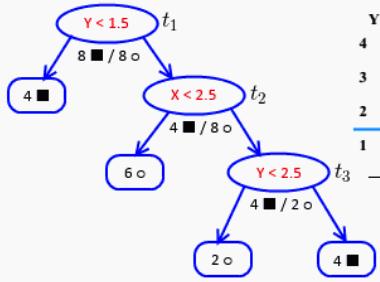 Y < 1.5 t₁
8 ■ / 8 o
4 ■
X < 2.5 t₂
4 ■ / 8 o
6 o
Y < 2.5 t₃
4 ■ / 2 o
2 o
4 ■
Y
4
3
2
1